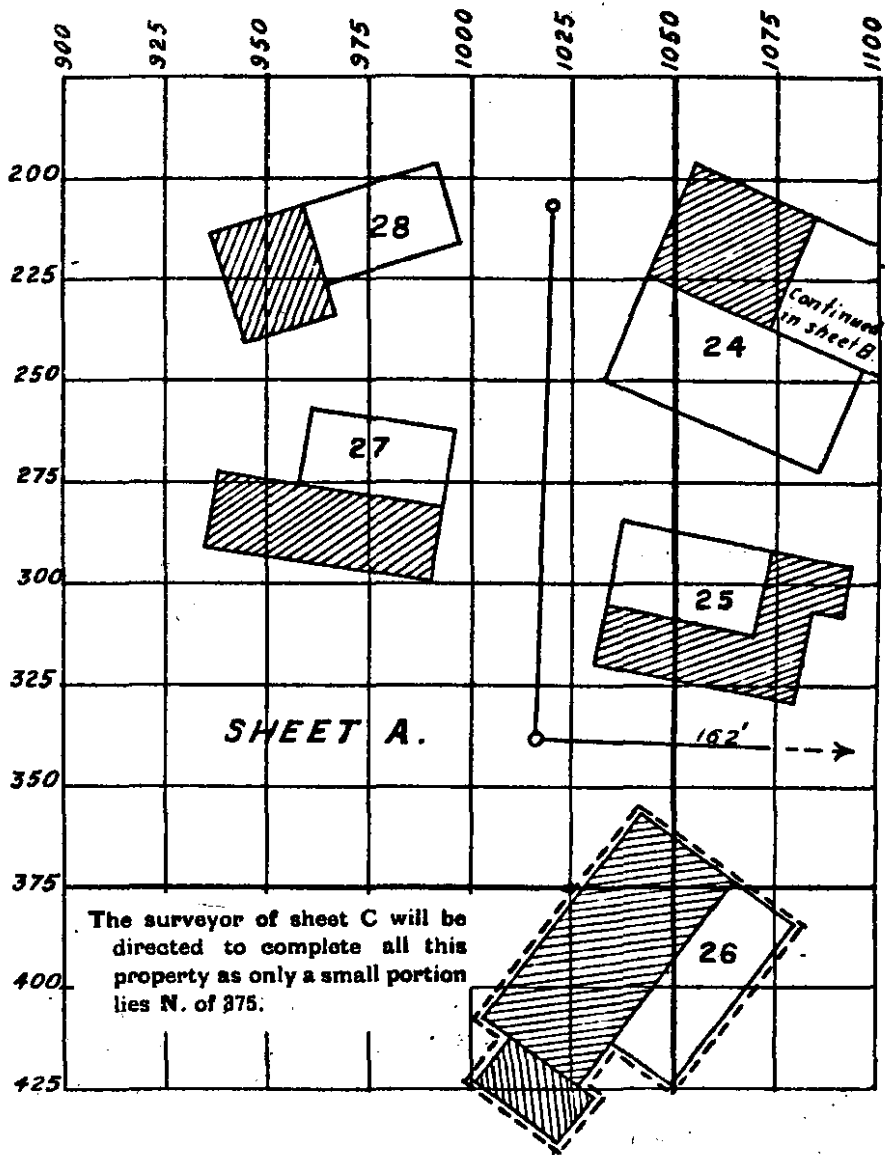 900 925 950 975 1000 1025 1050 1075 1100
200
28
225
continued
in sheet B.
24
250
27
275
300
25
325
SHEET A.
162'
350
375
The surveyor of sheet C will be
directed to complete all this
property as only a small portion
lies N. of 375.
26
400
425